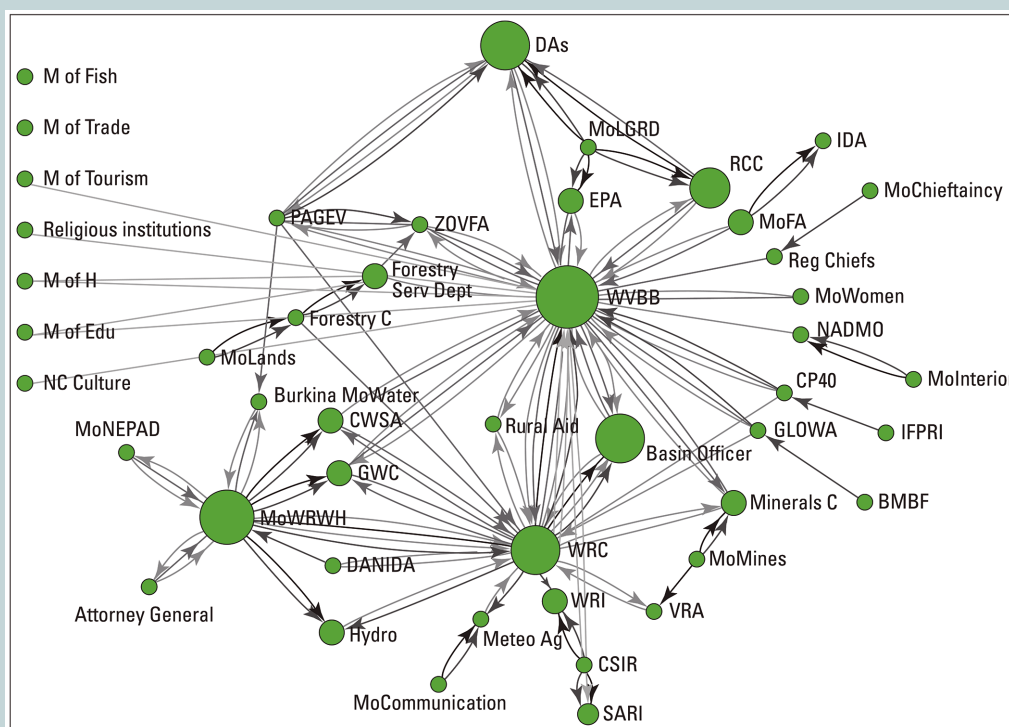 DAs
M of Fish
M of Trade
MoLGRD
IDA
RCC
M of Tourism
MoChieftaincy
EPA
PAGEV
ZOVFA
MoFA
Religious institutions
Reg Chiefs
Forestry
Serv Dept
M of H
WVBB
MoWomen
Forestry C
M of Edu
NADMO
MoLands
MoInterior
NC Culture
CP40
Burkina MoWater
CWSA
Rural Aid
GLOWA
IFPRI
MoNEPAD
Basin Officer
GWC
Minerals C
BMBF
MoWRWH
WRC
DANIDA
MoMines
Attorney General
WRI
VRA
Hydro
Meteo Ag
CSIR
MoCommunication
SARI